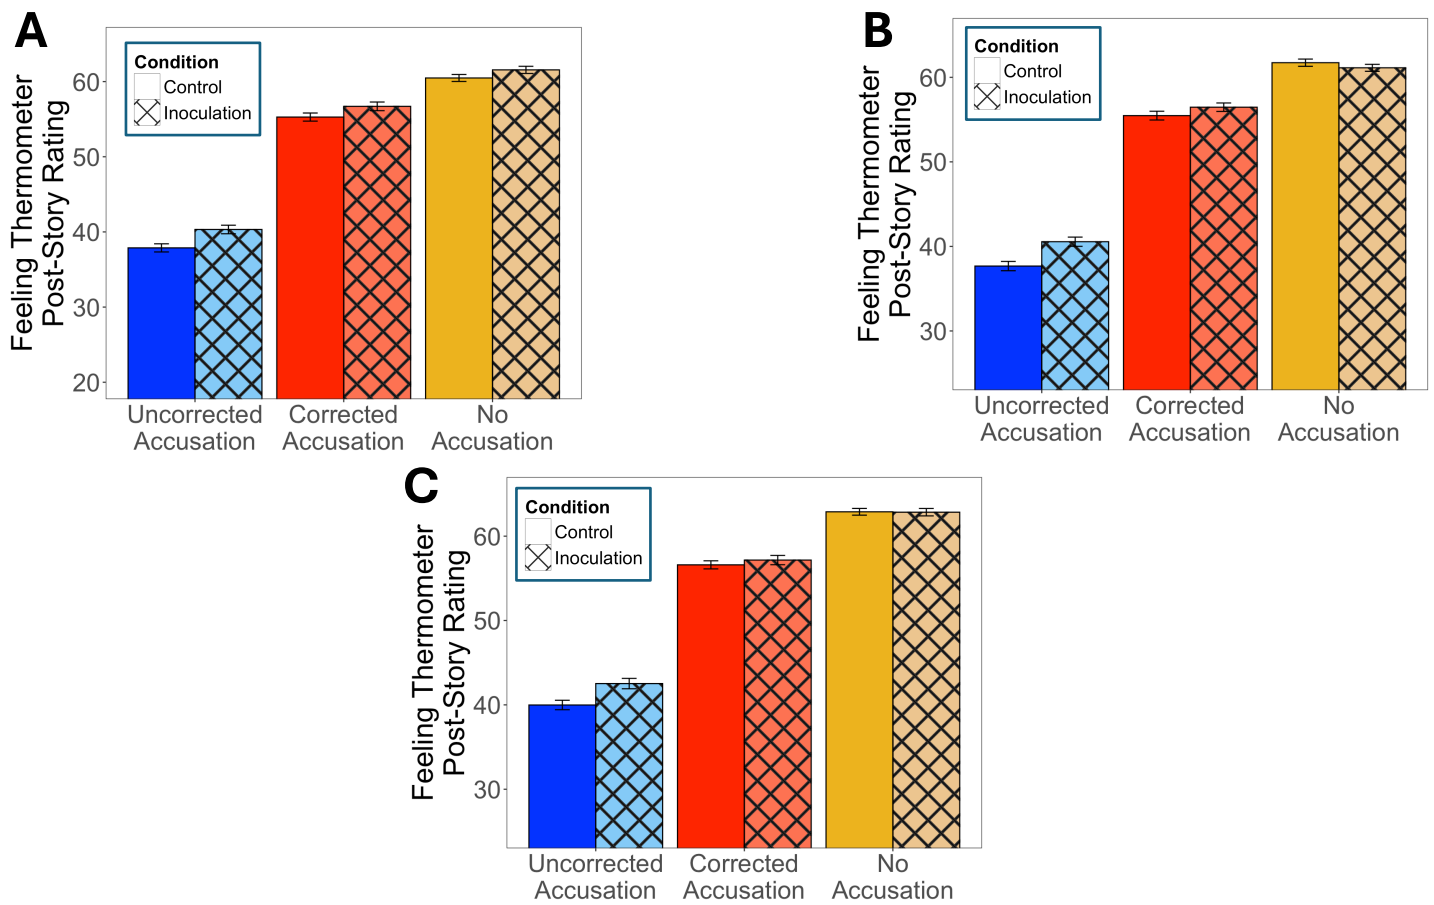 A
Feeling Thermometer
Post-Story Rating
60
50
40
30
20
Condition
Control
Inoculation
Uncorrected
Accusation
Corrected
Accusation
No
Accusation
B
Feeling Thermometer
Post-Story Rating
60
50
40
30
Condition
Control
Inoculation
Uncorrected
Accusation
Corrected
Accusation
No
Accusation
C
Feeling Thermometer
Post-Story Rating
60
50
40
30
Condition
Control
Inoculation
Uncorrected
Accusation
Corrected
Accusation
No
Accusation